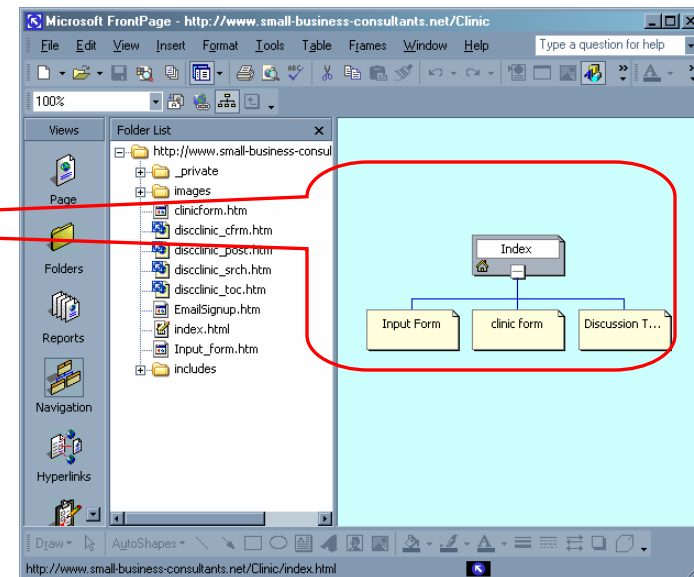 Microsoft FrontPage - http://www.small-business-consultants.net/Clinic
File Edit View Insert Format Tools Table Frames Window Help Type a question for help
100%
Views
Folder List
http://www.small-business-consul
_private
images
clinicform.htm
discclinic_cfrm.htm
discclinic_post.htm
discclinic_srch.htm
discclinic_toc.htm
EmailSignup.htm
index.html
Input_form.htm
includes
Page
Folders
Reports
Navigation
Hyperlinks
Index
Input Form
clinic form
Discussion T...
Draw AutoShapes
http://www.small-business-consultants.net/Clinic/index.html